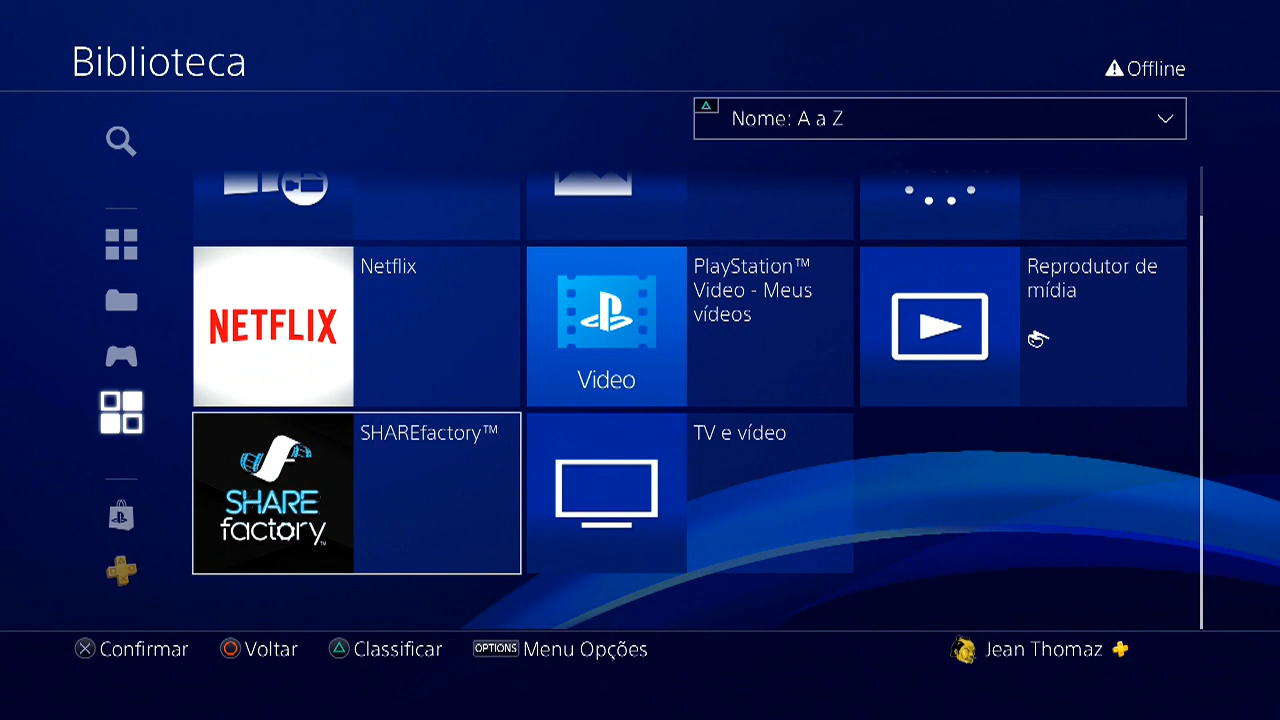 Biblioteca
Offline
Nome: A a Z
NETFLIX
Netflix
Video
PlayStation™
Video - Meus
vídeos
Reprodutor de
mídia
SHARE
factory™
SHAREfactory™
TV e vídeo
Confirmar
Voltar
Classificar
OPTIONS
Menu Opções
Jean Thomaz